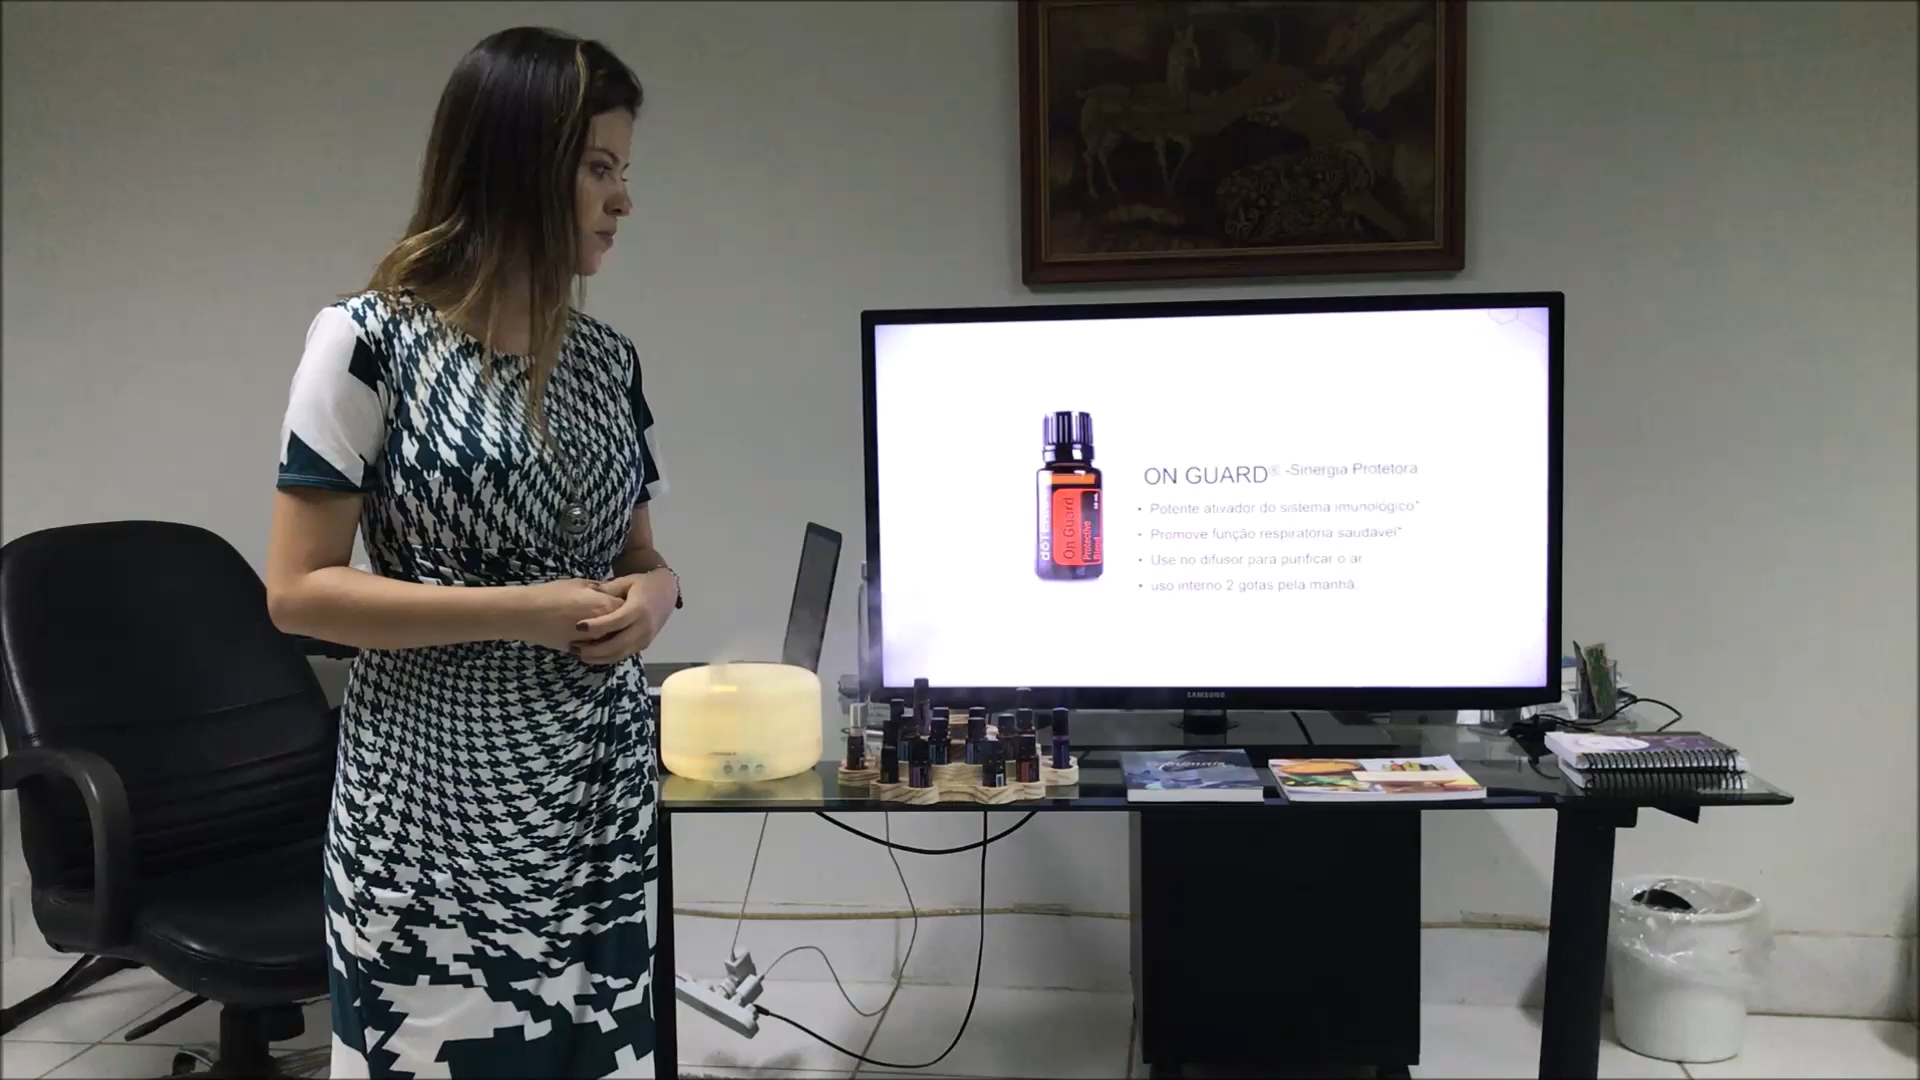 ON GUARD® -Sinergia Protetora
• Potente ativador do sistema imunológico*
• Promove função respiratória saudável*
• Use no difusor para purificar o ar
• uso interno 2 gotas pela manhã.
dōTERRA
On Guard
Protective
Blend
SAMSUNG